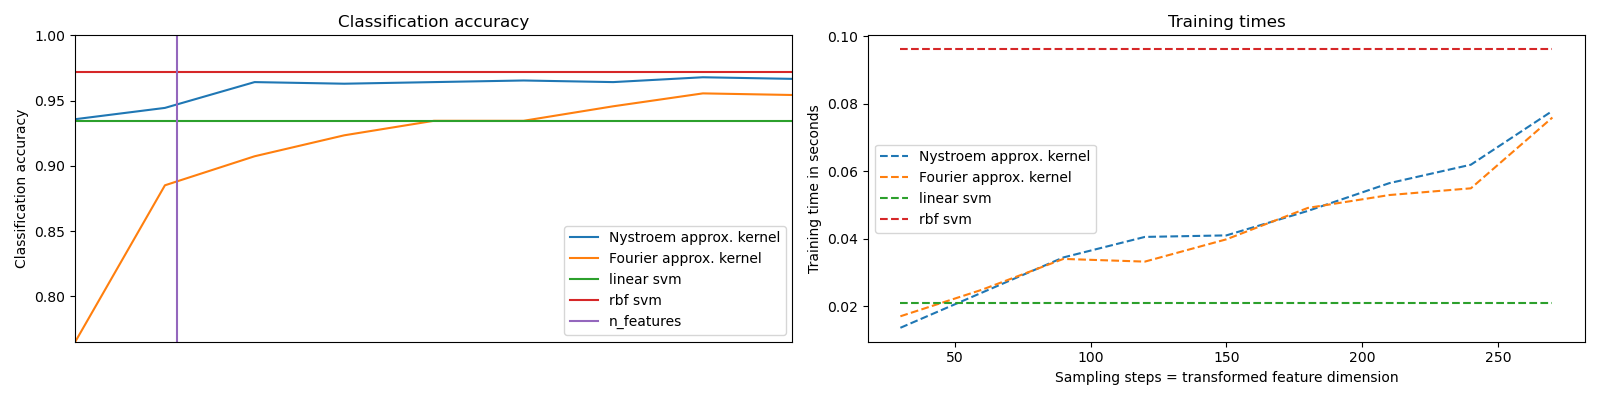 Classification accuracy
Classification accuracy
1.00
0.95
0.90
0.85
0.80
Nystroem approx. kernel
Fourier approx. kernel
linear svm
rbf svm
n_features
Training times
Training time in seconds
0.10
0.08
0.06
0.04
0.02
Nystroem approx. kernel
Fourier approx. kernel
linear svm
rbf svm
50 100 150 200 250
Sampling steps = transformed feature dimension